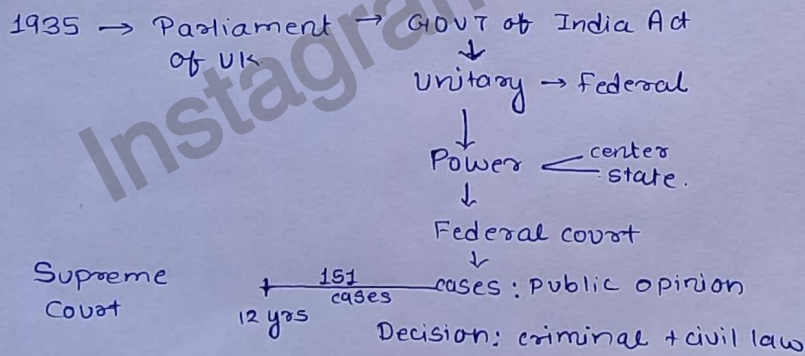 1935 → Parliament → GOVT of India Act
of UK
Unitary → Federal
Power center
state.
Federal court
Supreme Court
151 cases
12 yrs
cases : Public opinion
Decision: criminal + civil law
Instagra